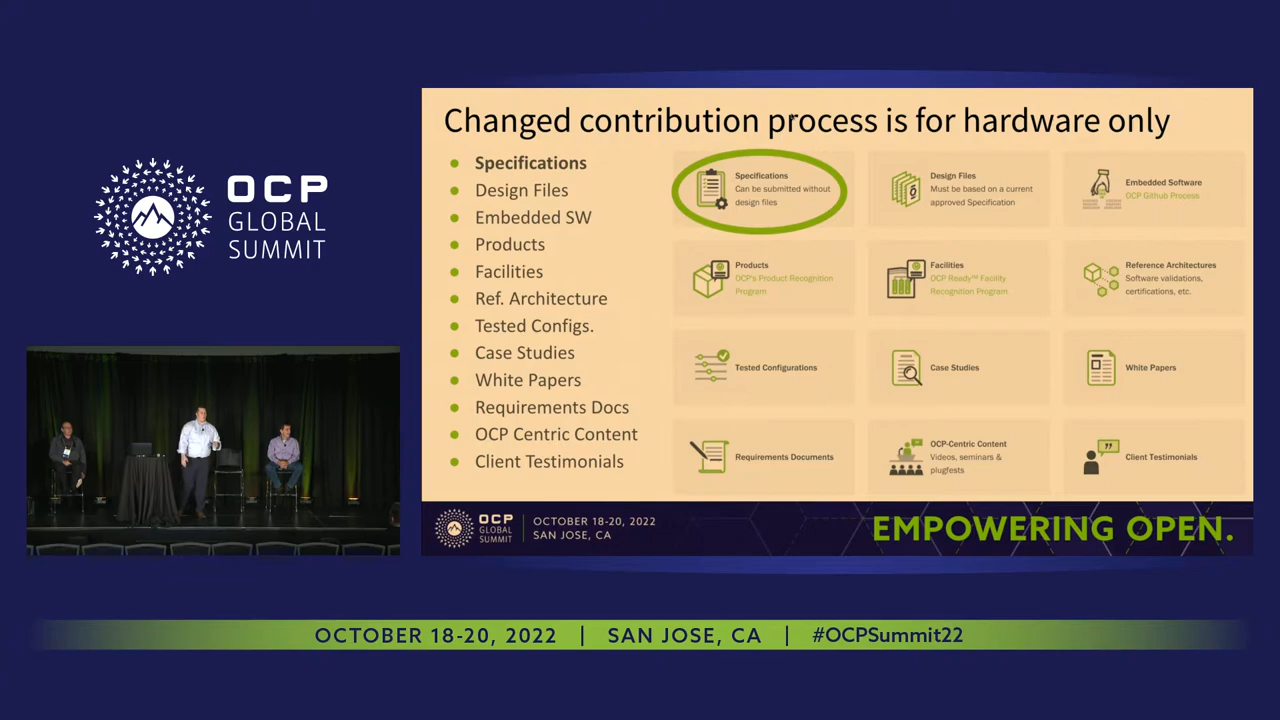 OCP
GLOBAL
SUMMIT
Changed contribution process is for hardware only
Specifications
Design Files
Embedded SW
Products
Facilities
Ref. Architecture
Tested Configs.
Case Studies
White Papers
Requirements Docs
OCP Centric Content
Client Testimonials
Specifications
Can be submitted without
design files
Design Files
Must be based on a current
approved Specification
Embedded Software
OCP Github Process
Products
OCP's Product Recognition
Program
Facilities
OCP Ready™ Facility
Recognition Program
Reference Architectures
Software validations,
certifications, etc.
Tested Configurations
Case Studies
White Papers
Requirements Documents
OCP-Centric Content
Videos, seminars &
plugfests
Client Testimonials
OCP
GLOBAL
SUMMIT
OCTOBER 18-20, 2022
SAN JOSE, CA
EMPOWERING OPEN.
OCTOBER 18-20, 2022 | SAN JOSE, CA | #OCPSummit22